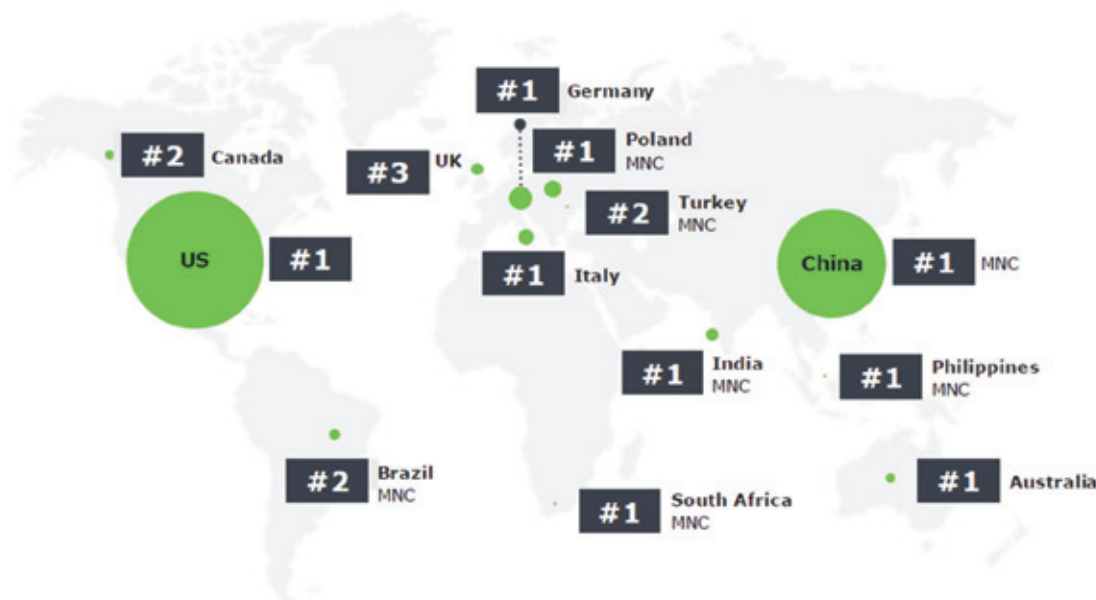 #1 Germany
#1 Poland
MNC
#2 Canada
#3 UK
#2 Turkey
MNC
US #1
#1 Italy
China #1 MNC
#1 India
MNC
#1 Philippines
MNC
#2 Brazil
MNC
#1 South Africa
MNC
#1 Australia